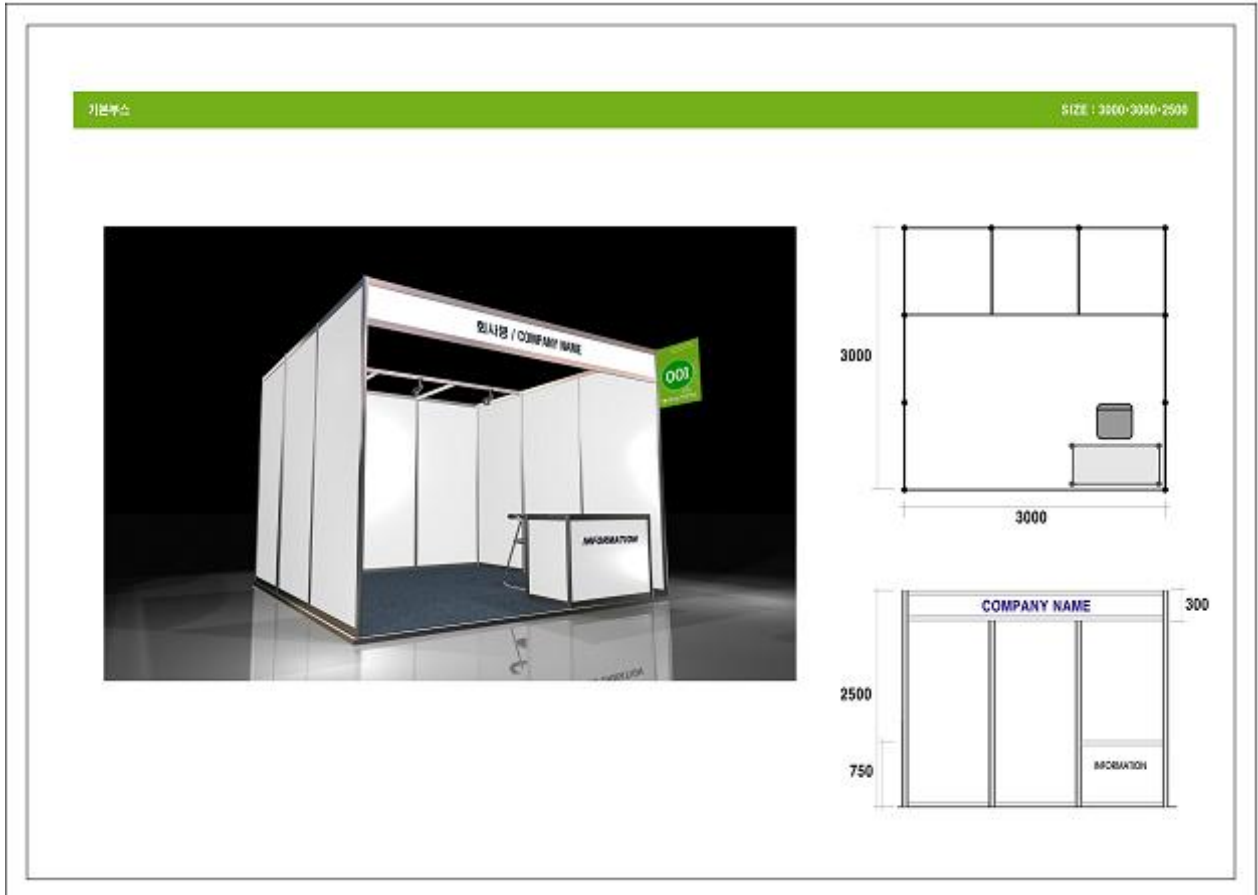 기본부스
SIZE : 3000*3000*2500
회사명 / COMPANY NAME
001
INFORMATION
3000
3000
COMPANY NAME
300
2500
750
INFORMATION